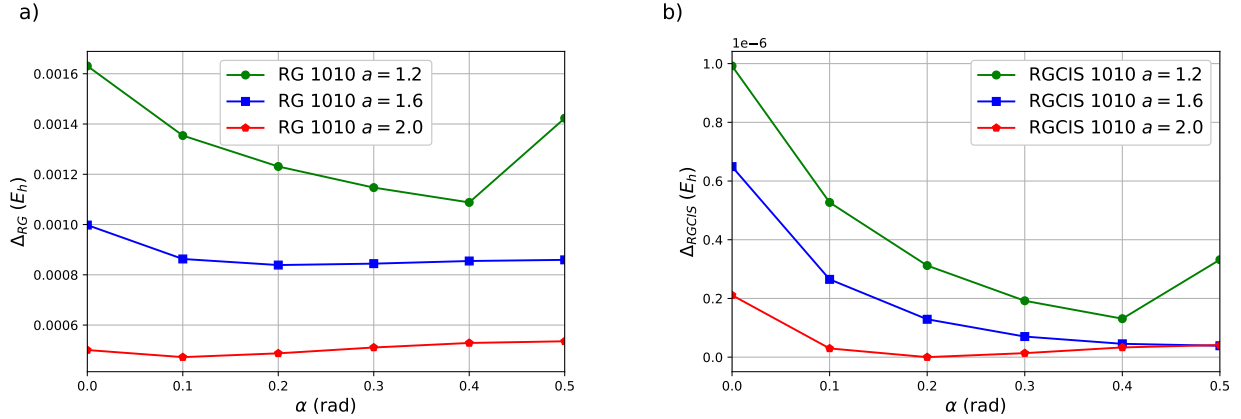 a)
RG 1010 a = 1.2
RG 1010 a = 1.6
RG 1010 a = 2.0
0.0016
0.0014
0.0012
0.0010
0.0008
0.0006
Δ_RG (E_h)
0.0 0.1 0.2 0.3 0.4 0.5
α (rad)
b)
1e−6
RGCIS 1010 a = 1.2
RGCIS 1010 a = 1.6
RGCIS 1010 a = 2.0
1.0
0.8
0.6
0.4
0.2
0.0
Δ_RGCIS (E_h)
0.0 0.1 0.2 0.3 0.4 0.5
α (rad)